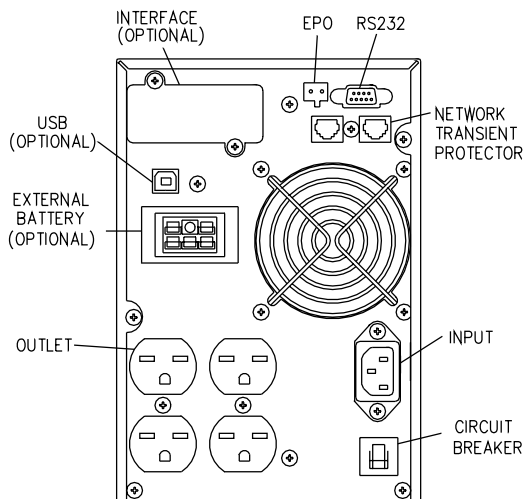 INTERFACE
(OPTIONAL)
EPO
RS232
USB
(OPTIONAL)
NETWORK
TRANSIENT
PROTECTOR
EXTERNAL
BATTERY
(OPTIONAL)
OUTLET
INPUT
CIRCUIT
BREAKER